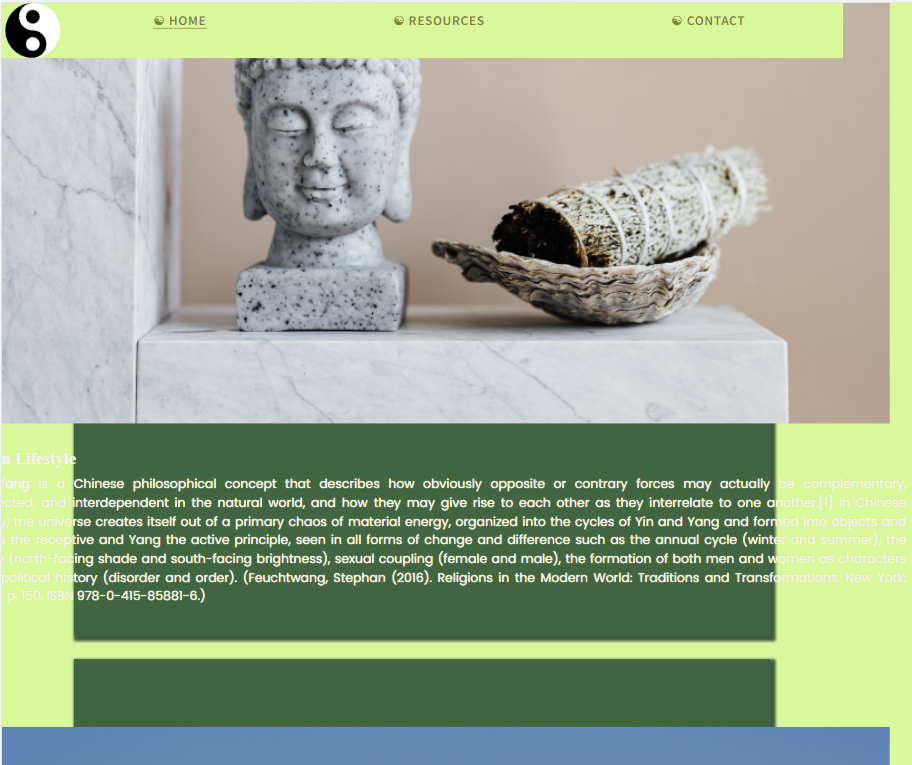 ☯ HOME
☯ RESOURCES
☯ CONTACT
n Lifestyle
Yang is a Chinese philosophical concept that describes how obviously opposite or contrary forces may actually be complementary,
ected, and interdependent in the natural world, and how they may give rise to each other as they interrelate to one another.[1] In Chinese
y, the universe creates itself out of a primary chaos of material energy, organized into the cycles of Yin and Yang and formed into objects and
s the receptive and Yang the active principle, seen in all forms of change and difference such as the annual cycle (winter and summer), the
(north-facing shade and south-facing brightness), sexual coupling (female and male), the formation of both men and women as characters
political history (disorder and order). (Feuchtwang, Stephan (2016). Religions in the Modern World: Traditions and Transformations. New York:
. p. 150. ISBN 978-0-415-85881-6.)